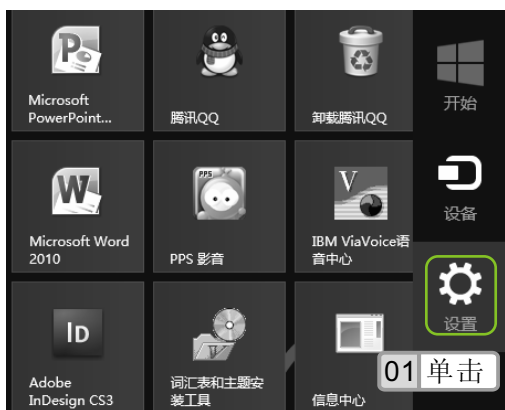 Microsoft
PowerPoint...
腾讯QQ
卸载腾讯QQ
开始
PPS
V
W
Microsoft Word
2010
PPS 影音
IBM ViaVoice语
音中心
设备
ID
V
Adobe
InDesign CS3
词汇表和主题安
装工具
信息中心
设置
01 单击